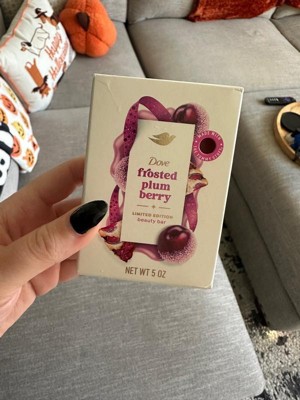 Dove
frosted
plum
berry
LIMITED EDITION
beauty bar
NET WT 5 OZ